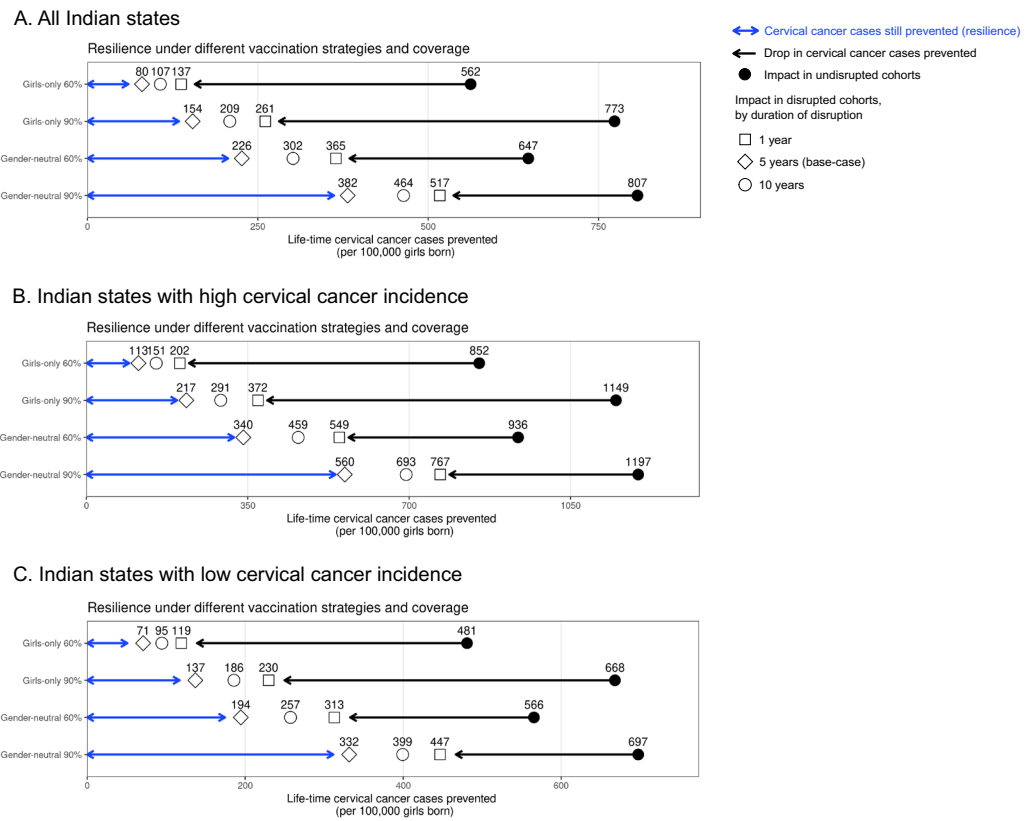 A. All Indian states
Resilience under different vaccination strategies and coverage
Girls-only 60%
80 107 137 562
Girls-only 90%
154 209 261 773
Gender-neutral 60%
226 302 365 647
Gender-neutral 90%
382 464 517 807
0 250 500 750
Life-time cervical cancer cases prevented
(per 100,000 girls born)
Cervical cancer cases still prevented (resilience)
Drop in cervical cancer cases prevented
Impact in undisrupted cohorts
Impact in disrupted cohorts,
by duration of disruption
1 year
5 years (base-case)
10 years
B. Indian states with high cervical cancer incidence
Resilience under different vaccination strategies and coverage
Girls-only 60%
113 151 202 852
Girls-only 90%
217 291 372 1149
Gender-neutral 60%
340 459 549 936
Gender-neutral 90%
560 693 767 1197
0 350 700 1050
Life-time cervical cancer cases prevented
(per 100,000 girls born)
C. Indian states with low cervical cancer incidence
Resilience under different vaccination strategies and coverage
Girls-only 60%
71 95 119 481
Girls-only 90%
137 186 230 668
Gender-neutral 60%
194 257 313 566
Gender-neutral 90%
332 399 447 697
0 200 400 600
Life-time cervical cancer cases prevented
(per 100,000 girls born)